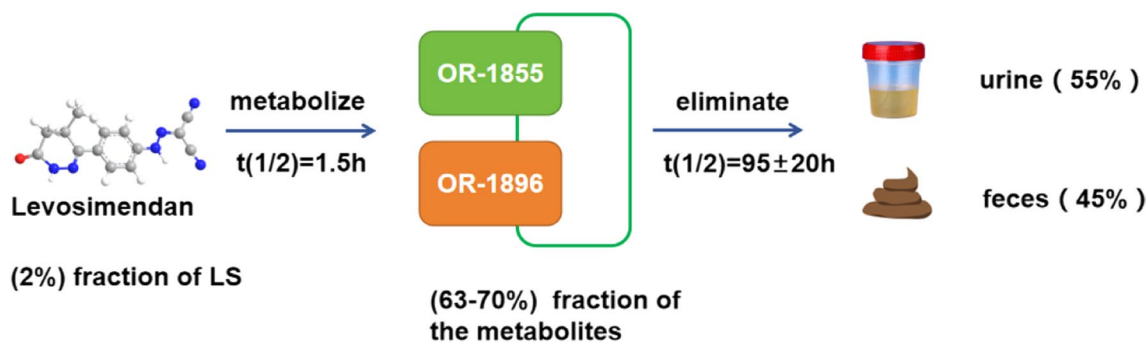 metabolize
t(1/2)=1.5h
Levosimendan
(2%) fraction of LS
OR-1855
OR-1896
(63-70%) fraction of
the metabolites
eliminate
t(1/2)=95±20h
urine ( 55% )
feces ( 45% )